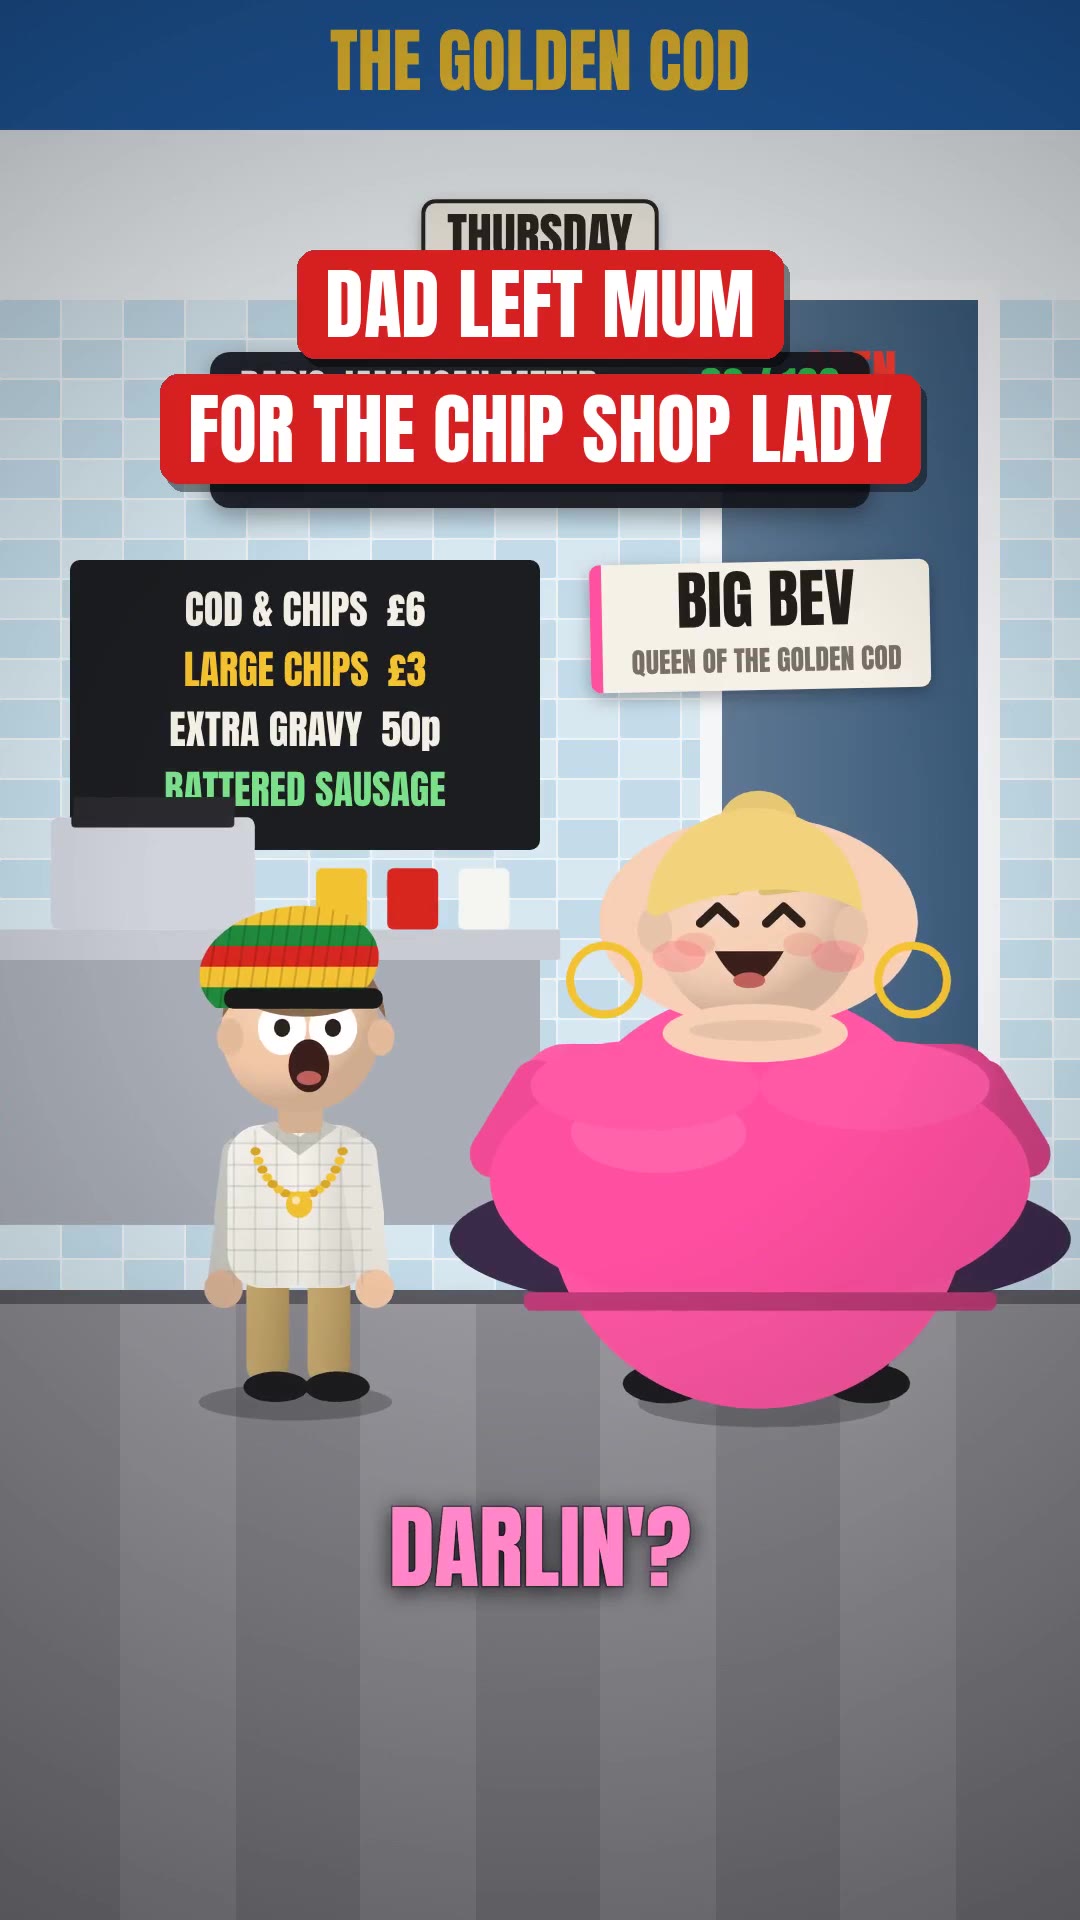 THE GOLDEN COD
THURSDAY
DAD LEFT MUM
FOR THE CHIP SHOP LADY
COD & CHIPS £6
LARGE CHIPS £3
EXTRA GRAVY 50p
BATTERED SAUSAGE
BIG BEV
QUEEN OF THE GOLDEN COD
DARLIN'?